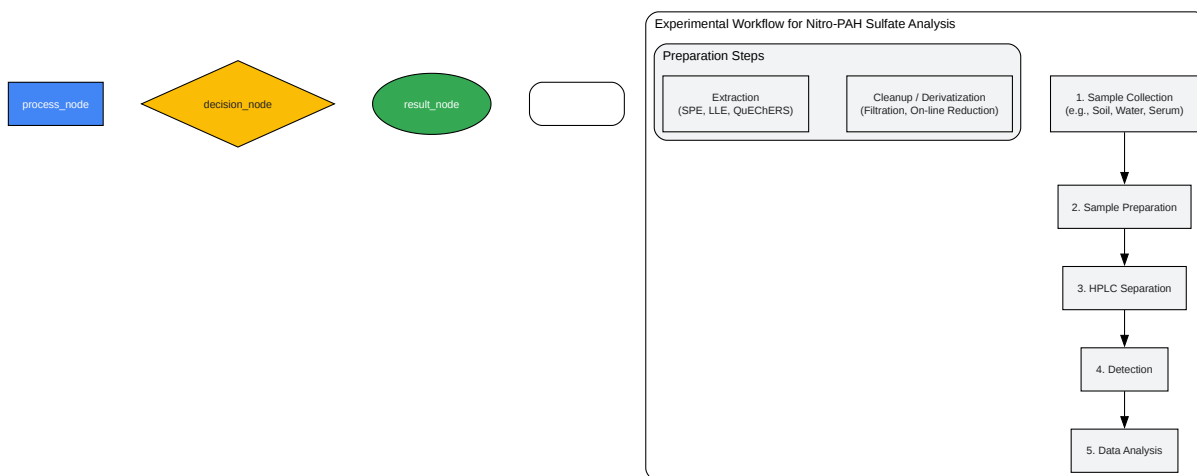 Experimental Workflow for Nitro-PAH Sulfate Analysis
Preparation Steps
process_node
decision_node
result_node
Extraction
(SPE, LLE, QuEChERS)
Cleanup / Derivatization
(Filtration, On-line Reduction)
1. Sample Collection
(e.g., Soil, Water, Serum)
2. Sample Preparation
3. HPLC Separation
4. Detection
5. Data Analysis